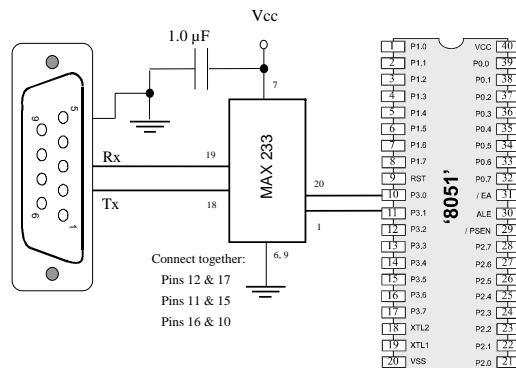 Vcc
1.0 µF
7
5
9
6
1
Rx
Tx
19
18
MAX 233
20
1
6, 9
Connect together:
Pins 12 & 17
Pins 11 & 15
Pins 16 & 10
'8051'
1 P1.0 VCC 40
2 P1.1 P0.0 39
3 P1.2 P0.1 38
4 P1.3 P0.2 37
5 P1.4 P0.3 36
6 P1.5 P0.4 35
7 P1.6 P0.5 34
8 P1.7 P0.6 33
9 RST P0.7 32
10 P3.0 / EA 31
11 P3.1 ALE 30
12 P3.2 / PSEN 29
13 P3.3 P2.7 28
14 P3.4 P2.6 27
15 P3.5 P2.5 26
16 P3.6 P2.4 25
17 P3.7 P2.3 24
18 XTL2 P2.2 23
19 XTL1 P2.1 22
20 VSS P2.0 21